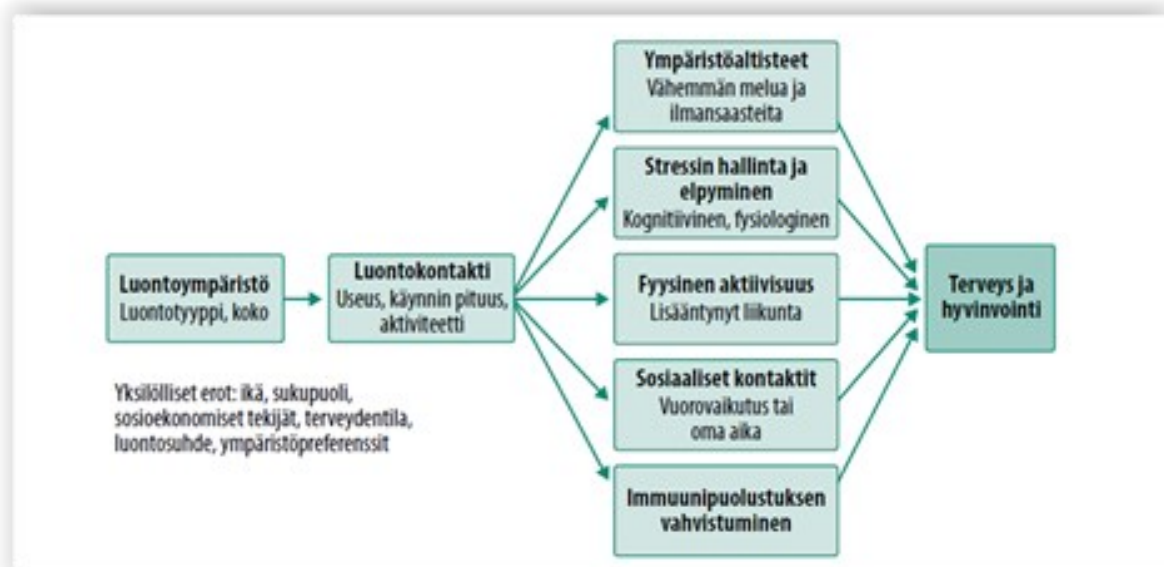 Luontoympäristö
Luontotyyppi, koko
Luontokontakti
Useus, käynnin pituus,
aktiviteetti
Ympäristöaltisteet
Vähemmän melua ja
ilmansaasteita
Stressin hallinta ja
elpyminen
Kognitiivinen, fysiologinen
Fyysinen aktiivisuus
Lisääntynyt liikunta
Sosiaaliset kontaktit
Vuorovaikutus tai
oma aika
Immuunipuolustuksen
vahvistuminen
Terveys ja
hyvinvointi
Yksilölliset erot: ikä, sukupuoli,
sosioekonomiset tekijät, terveydentila,
luontosuhde, ympäristöpreferenssit